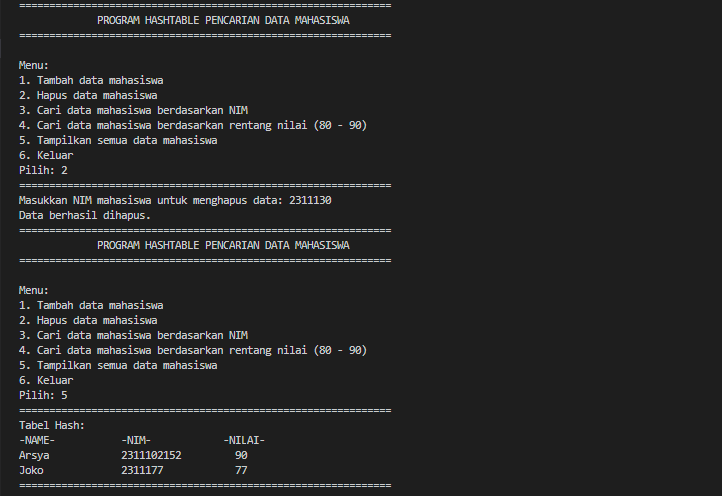 ==============================================================
PROGRAM HASHTABLE PENCARIAN DATA MAHASISWA
==============================================================
Menu:
1. Tambah data mahasiswa
2. Hapus data mahasiswa
3. Cari data mahasiswa berdasarkan NIM
4. Cari data mahasiswa berdasarkan rentang nilai (80 - 90)
5. Tampilkan semua data mahasiswa
6. Keluar
Pilih: 2
==============================================================
Masukkan NIM mahasiswa untuk menghapus data: 2311130
Data berhasil dihapus.
==============================================================
PROGRAM HASHTABLE PENCARIAN DATA MAHASISWA
==============================================================
Menu:
1. Tambah data mahasiswa
2. Hapus data mahasiswa
3. Cari data mahasiswa berdasarkan NIM
4. Cari data mahasiswa berdasarkan rentang nilai (80 - 90)
5. Tampilkan semua data mahasiswa
6. Keluar
Pilih: 5
==============================================================
Tabel Hash:
-NAME- -NIM- -NILAI-
Arsya 2311102152 90
Joko 2311177 77
==============================================================